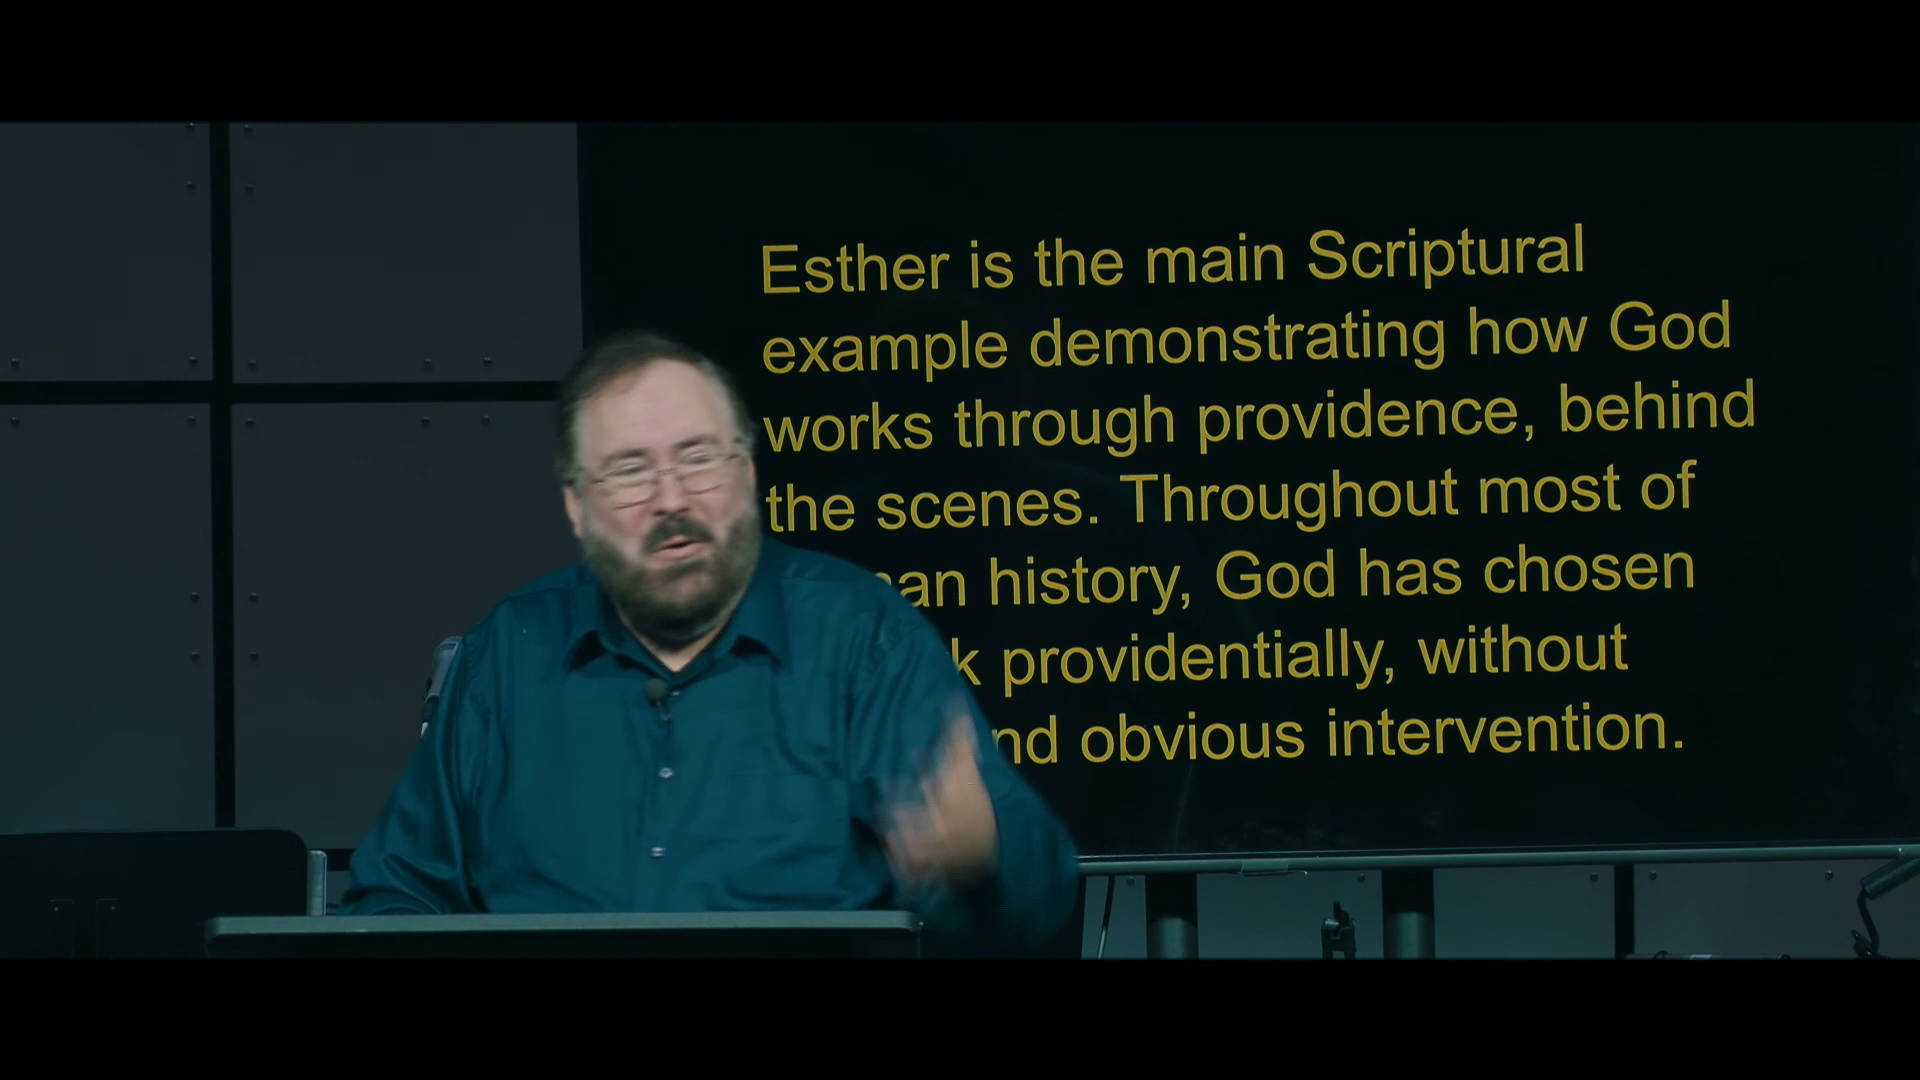 Esther is the main Scriptural
example demonstrating how God
works through providence, behind
the scenes. Throughout most of
history, God has chosen
providentially, without
obvious intervention.